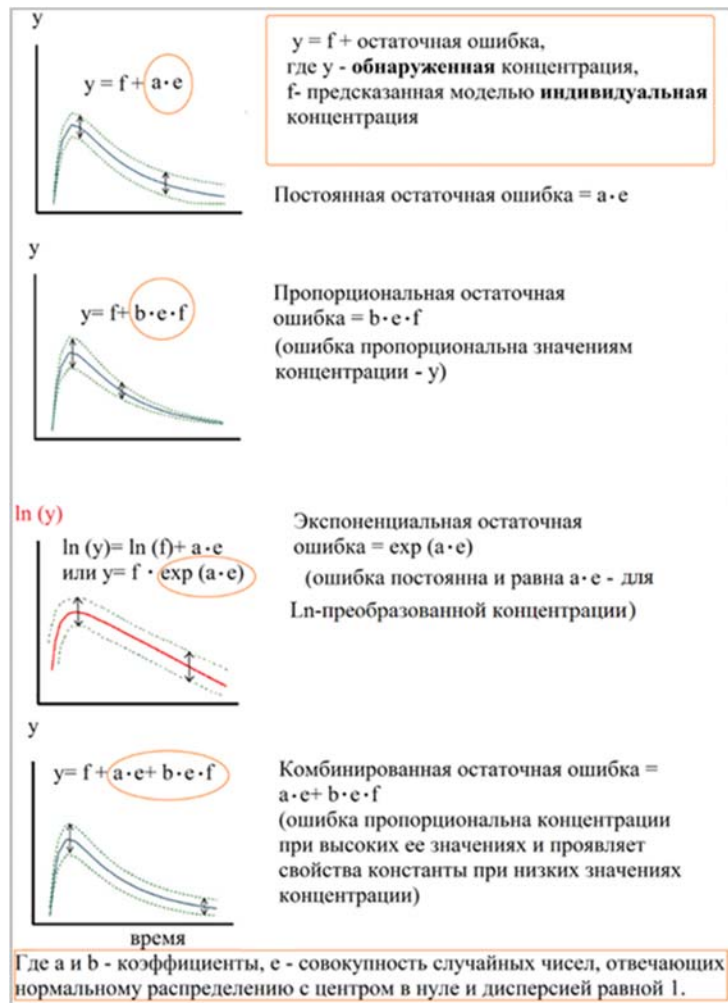 y
y = f + a·e
y = f + остаточная ошибка,
где y - обнаруженная концентрация,
f- предсказанная моделью индивидуальная
концентрация
Постоянная остаточная ошибка = a·e
y
y= f+ b·e·f
Пропорциональная остаточная
ошибка = b·e·f
(ошибка пропорциональна значениям
концентрации - y)
ln (y)
ln (y)= ln (f)+ a·e
или y= f · exp (a·e)
Экспоненциальная остаточная
ошибка = exp (a·e)
(ошибка постоянна и равна a·e - для
Ln-преобразованной концентрации)
y
y= f + a·e+ b·e·f
Комбинированная остаточная ошибка =
a·e+ b·e·f
(ошибка пропорциональна концентрации
при высоких ее значениях и проявляет
свойства константы при низких значениях
концентрации)
время
Где a и b - коэффициенты, e - совокупность случайных чисел, отвечающих
нормальному распределению с центром в нуле и дисперсией равной 1.